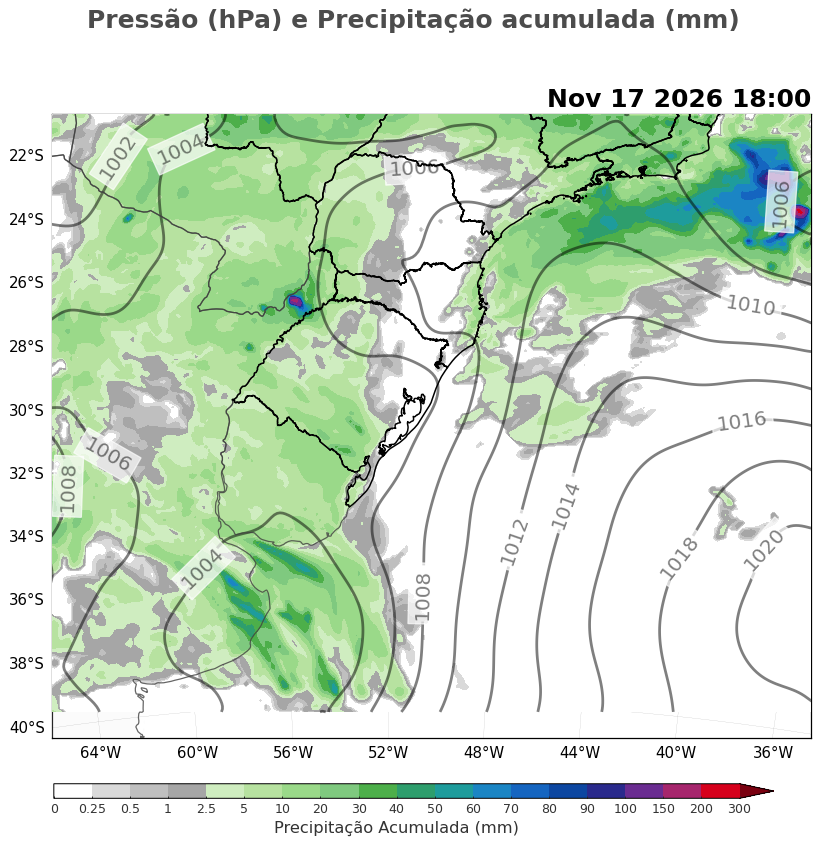 Pressão (hPa) e Precipitação acumulada (mm)
Nov 17 2026 18:00
1002
1004
1006
1006
1010
1016
1006
1008
1014
1012
1018
1020
1004
1008
22°S
24°S
26°S
28°S
30°S
32°S
34°S
36°S
38°S
40°S
64°W 60°W 56°W 52°W 48°W 44°W 40°W 36°W
0 0.25 0.5 1 2.5 5 10 20 30 40 50 60 70 80 90 100 150 200 300
Precipitação Acumulada (mm)